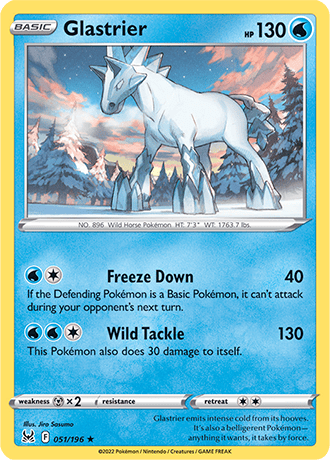 BASIC
Glastrier
HP 130
NO. 896 Wild Horse Pokémon HT: 7'3" WT: 1763.7 lbs.
Freeze Down 40
If the Defending Pokémon is a Basic Pokémon, it can't attack
during your opponent's next turn.
Wild Tackle 130
This Pokémon also does 30 damage to itself.
weakness ×2 resistance retreat
Illus. Jiro Sasumo
F 051/196 ★
Glastrier emits intense cold from its hooves.
It's also a belligerent Pokémon—
anything it wants, it takes by force.
©2022 Pokémon / Nintendo / Creatures / GAME FREAK